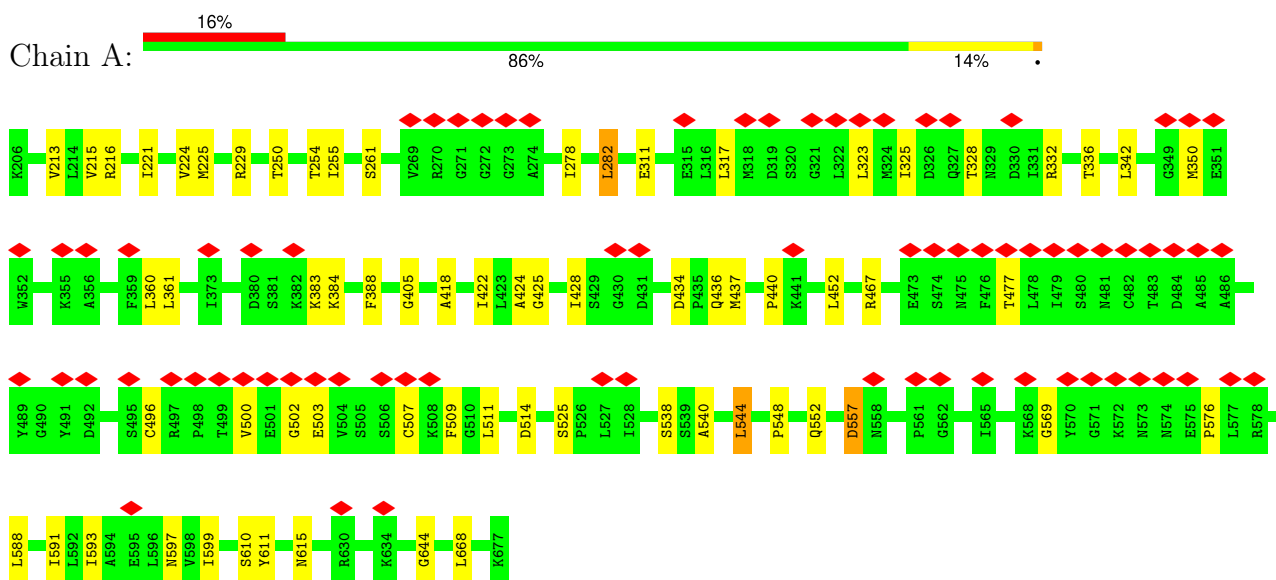 16%
Chain A:
86% 14% •
K206 V213 L214 V215 R216 I221 V224 M225 R229 T250 T254 I255 S261 V269 R270 G271 G272 G273 A274 I278 L282 E311 E315 L316 L317 M318 D319 S320 G321 L322 L323 M324 I325 D326 Q327 T328 N329 D330 I331 R332 T336 L342 G349 M350 E351
W352 K355 A356 F359 L360 L361 I373 D380 S381 K382 K383 K384 F388 G405 A418 I422 L423 A424 G425 I428 S429 G430 D431 D434 P435 Q436 M437 P440 K441 L452 R467 E473 S474 N475 F476 T477 L478 I479 S480 N481 C482 T483 D484 A485 A486
Y489 G490 Y491 D492 S495 C496 R497 P498 T499 V500 E501 G502 E503 V504 S505 S506 C507 K508 F509 G510 L511 D514 S525 P526 L527 I528 S538 S539 A540 L544 P548 Q552 D557 N558 P561 G562 I565 K568 G569 Y570 G571 K572 N573 N574 E575 P576 L577 R578
L588 I591 L592 I593 A594 E595 L596 N597 V598 I599 S610 Y611 N615 R630 K634 G644 L668 K677